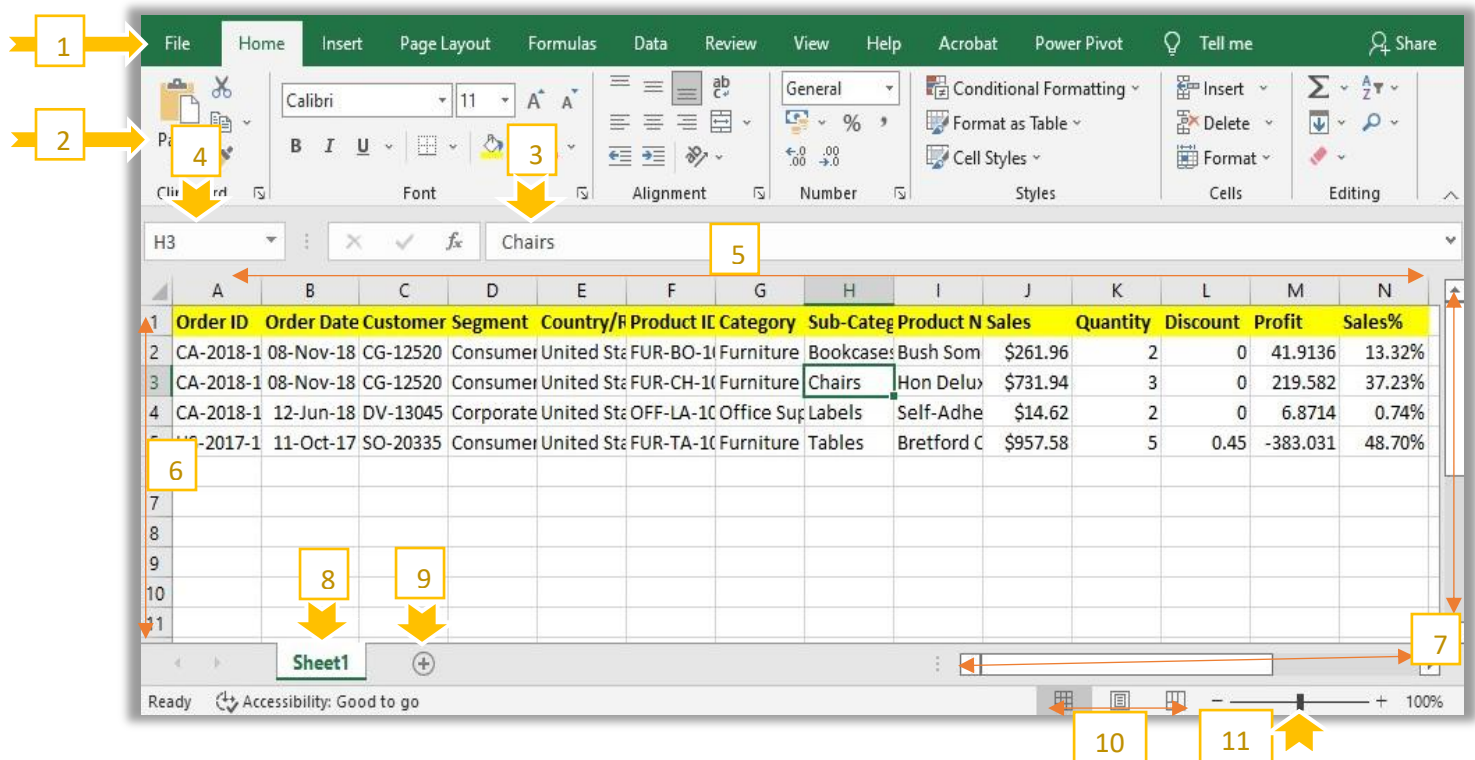 1 File Home Insert Page Layout Formulas Data Review View Help Acrobat Power Pivot Tell me Share
Calibri 11 A A ab General Conditional Formatting Insert Σ A Z
2 4 B I U 3 % , Format as Table Delete
.00 .00 Cell Styles Format
Font Alignment Number Styles Cells Editing
H3 fx Chairs
5
A B C D E F G H I J K L M N
1 Order ID Order Date Customer Segment Country/R Product ID Category Sub-Categ Product N Sales Quantity Discount Profit Sales%
2 CA-2018-1 08-Nov-18 CG-12520 Consumer United Sta FUR-BO-10 Furniture Bookcases Bush Som $261.96 2 0 41.9136 13.32%
3 CA-2018-1 08-Nov-18 CG-12520 Consumer United Sta FUR-CH-10 Furniture Chairs Hon Delux $731.94 3 0 219.582 37.23%
4 CA-2018-1 12-Jun-18 DV-13045 Corporate United Sta OFF-LA-10 Office Sup Labels Self-Adhe $14.62 2 0 6.8714 0.74%
-2017-1 11-Oct-17 SO-20335 Consumer United Sta FUR-TA-10 Furniture Tables Bretford C $957.58 5 0.45 -383.031 48.70%
6
7
8
9
10
11
8 9
7
Sheet1
Ready Accessibility: Good to go 100%
10 11